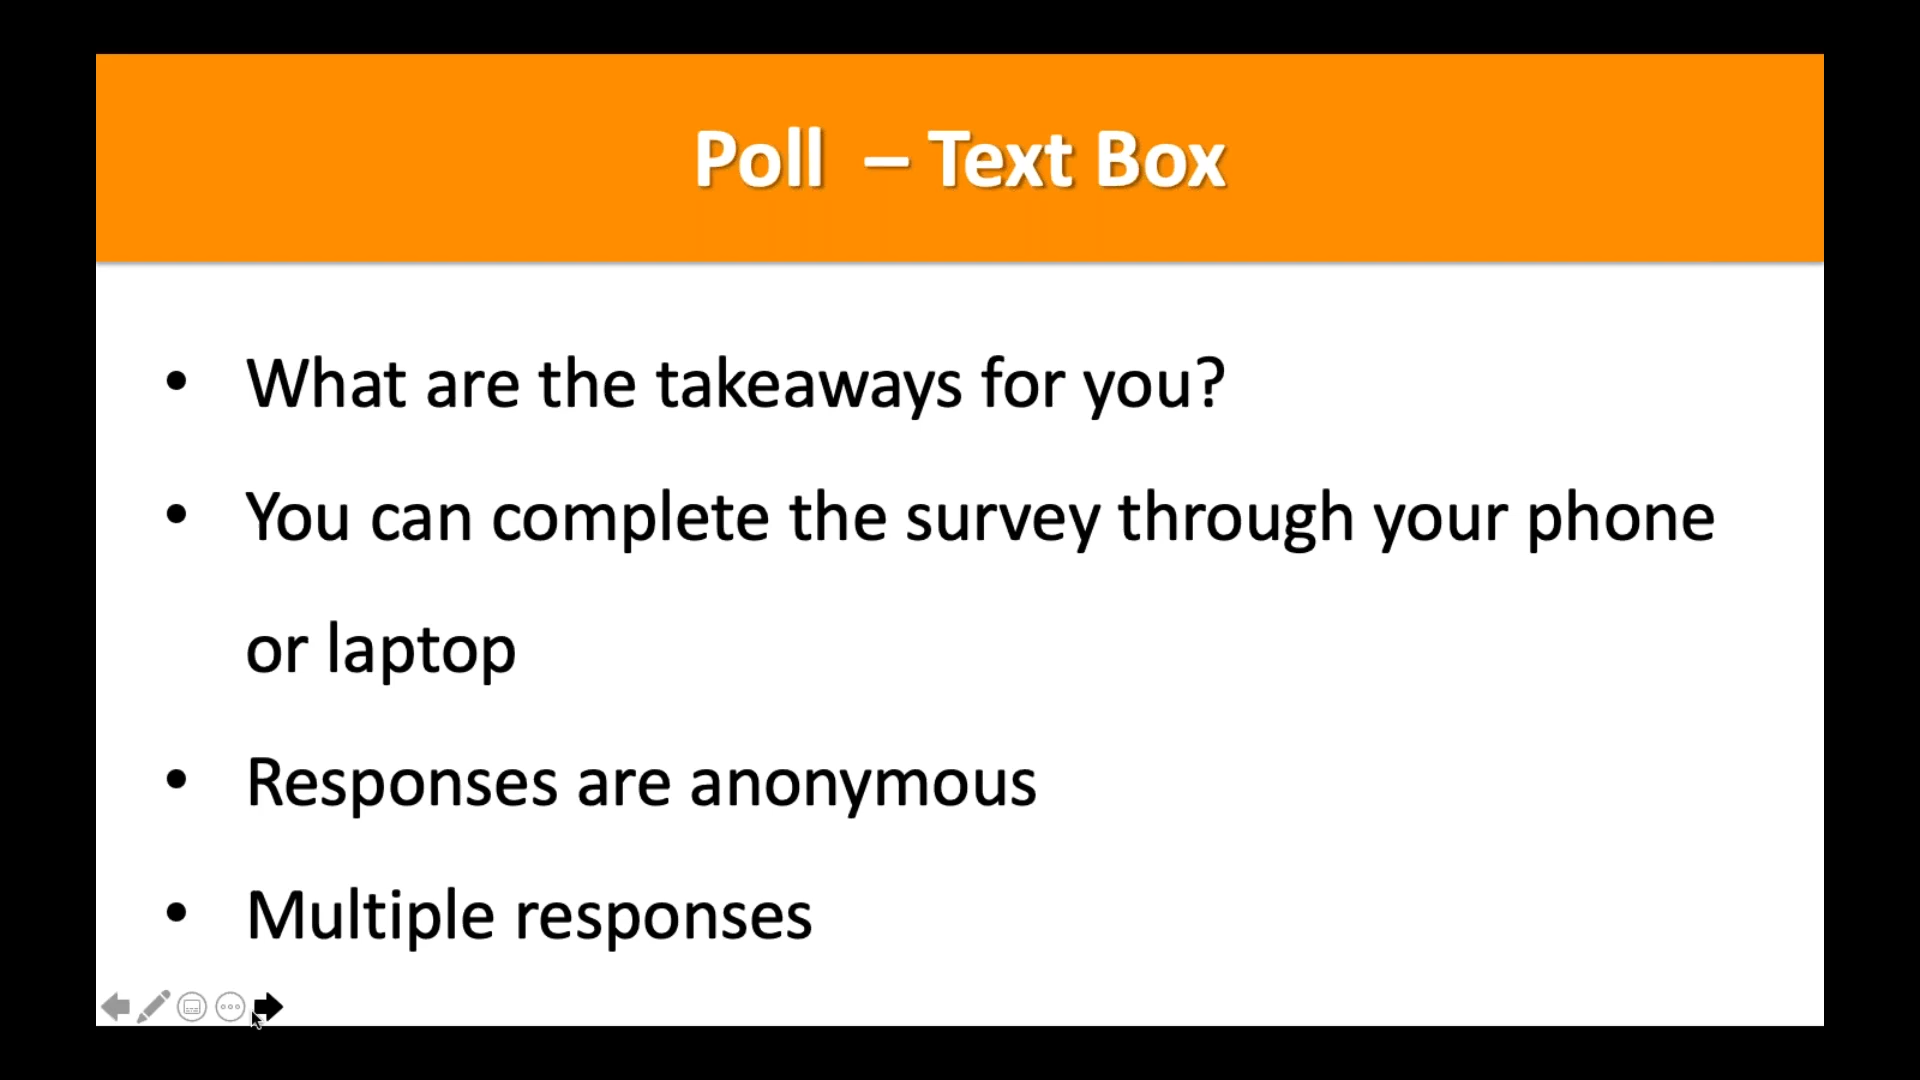 Poll – Text Box
• What are the takeaways for you?
• You can complete the survey through your phone
or laptop
• Responses are anonymous
• Multiple responses